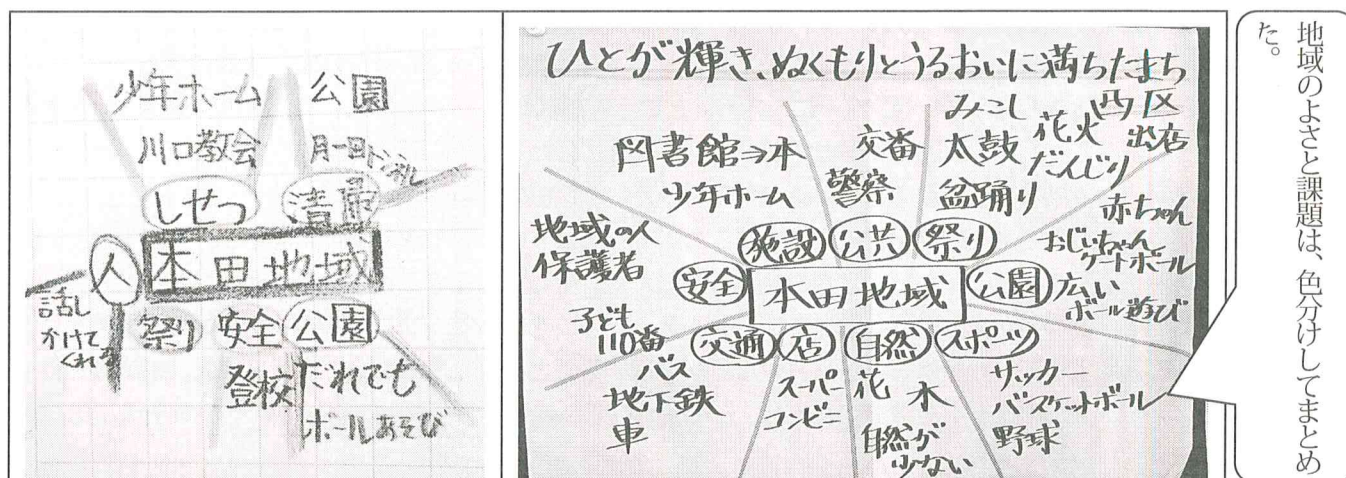 地域のよさと課題は、色分けしてまとめ
た。
少年ホーム
川口教会
しせつ
公園
月一回
清帚
人
話し
かけて
くれる
本田地域
祭り
安全
登校
公園
だれでも
ボールあそび
ひとが輝き、ぬくもりとうるおいに満ちたまち
図書館⇒本
少年ホーム
施設
交番
警察
公共
みこし
西区
太鼓
花火
出店
だんじり
盆踊り
祭り
地域の人
保護者
子ども
110番
安全
本田地域
公園
赤ちゃん
おじいちゃん
ゲートボール
広い
ボール遊び
交通
バス
地下鉄
車
店
スーパー
コンビニ
自然
花
木
自然が
少ない
スポーツ
サッカー
バスケットボール
野球